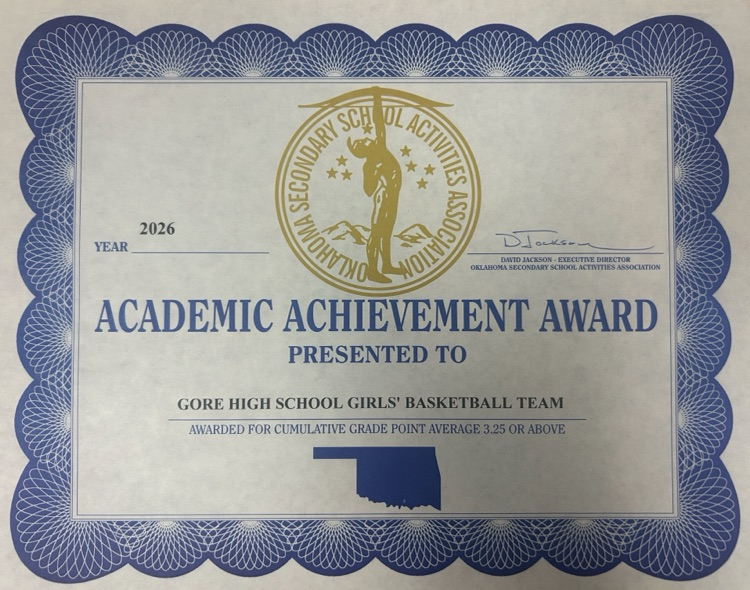 OKLAHOMA SECONDARY SCHOOL ACTIVITIES ASSOCIATION
2026
YEAR
D Jackson
DAVID JACKSON - EXECUTIVE DIRECTOR
OKLAHOMA SECONDARY SCHOOL ACTIVITIES ASSOCIATION
ACADEMIC ACHIEVEMENT AWARD
PRESENTED TO
GORE HIGH SCHOOL GIRLS' BASKETBALL TEAM
AWARDED FOR CUMULATIVE GRADE POINT AVERAGE 3.25 OR ABOVE